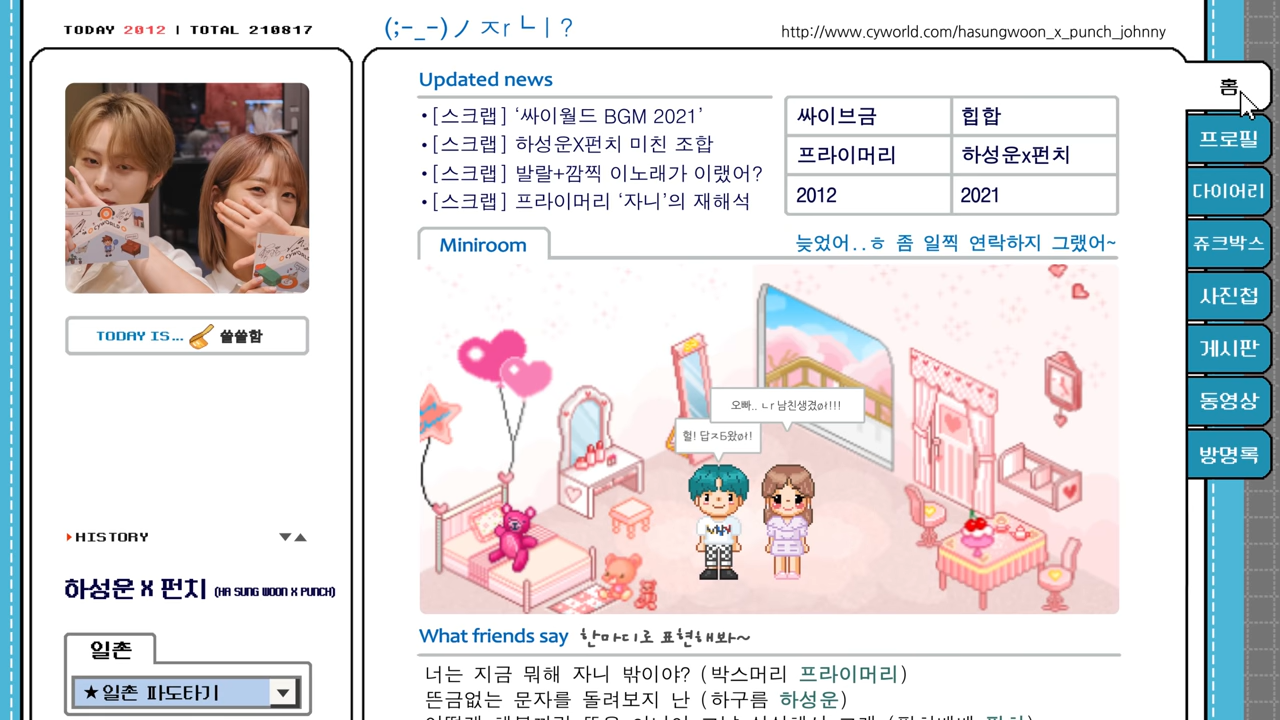 TODAY 2012 | TOTAL 210817
(;-_-)ノ ㅈr└ㅣ?
http://www.cyworld.com/hasungwoon_x_punch_johnny
홈
프로필
다이어리
쥬크박스
사진첩
게시판
동영상
방명록
TODAY IS... 쓸쓸함
▶HISTORY ▼▲
하성운 X 펀치 (HA SUNG WOON X PUNCH)
일촌
★일촌 파도타기
Updated news
•[스크랩] ‘싸이월드 BGM 2021’
•[스크랩] 하성운X펀치 미친 조합
•[스크랩] 발랄+깜찍 이노래가 이랬어?
•[스크랩] 프라이머리 ‘자니’의 재해석
싸이브금 힙합
프라이머리 하성운x펀치
2012 2021
Miniroom
늦었어..ㅎ 좀 일찍 연락하지 그랬어~
오빠.. ㄴr 남친생겼ø!!!
헐! 답ㅈ5왔ø!
What friends say 한마디로 표현해봐~
너는 지금 뭐해 자니 밖이야? (박스머리 프라이머리)
뜬금없는 문자를 돌려보지 난 (하구름 하성운)